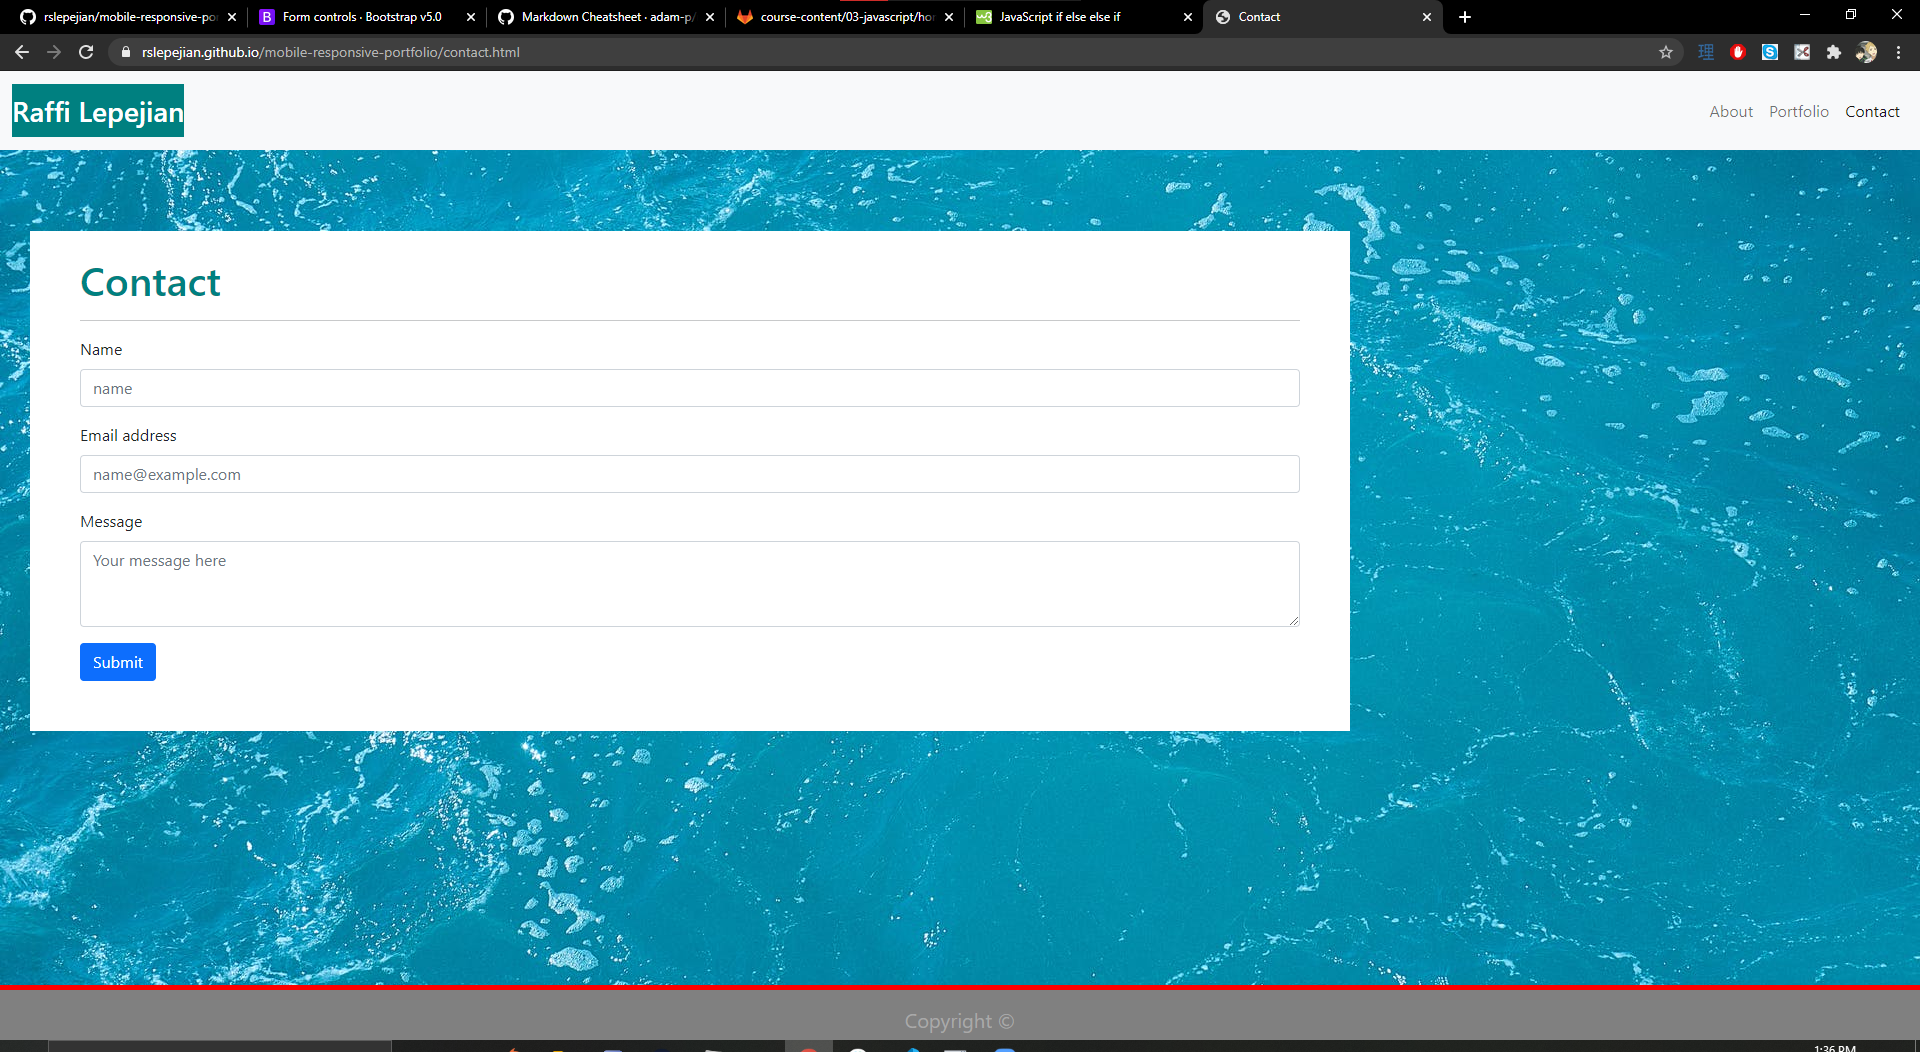 rslepejian/mobile-responsive-po
Form controls · Bootstrap v5.0
Markdown Cheatsheet · adam-p/
course-content/03-javascript/ho
JavaScript if else else if
Contact
rslepejian.github.io/mobile-responsive-portfolio/contact.html
Raffi Lepejian
About
Portfolio
Contact
Contact
Name
name
Email address
name@example.com
Message
Your message here
Submit
Copyright ©
1:36 PM